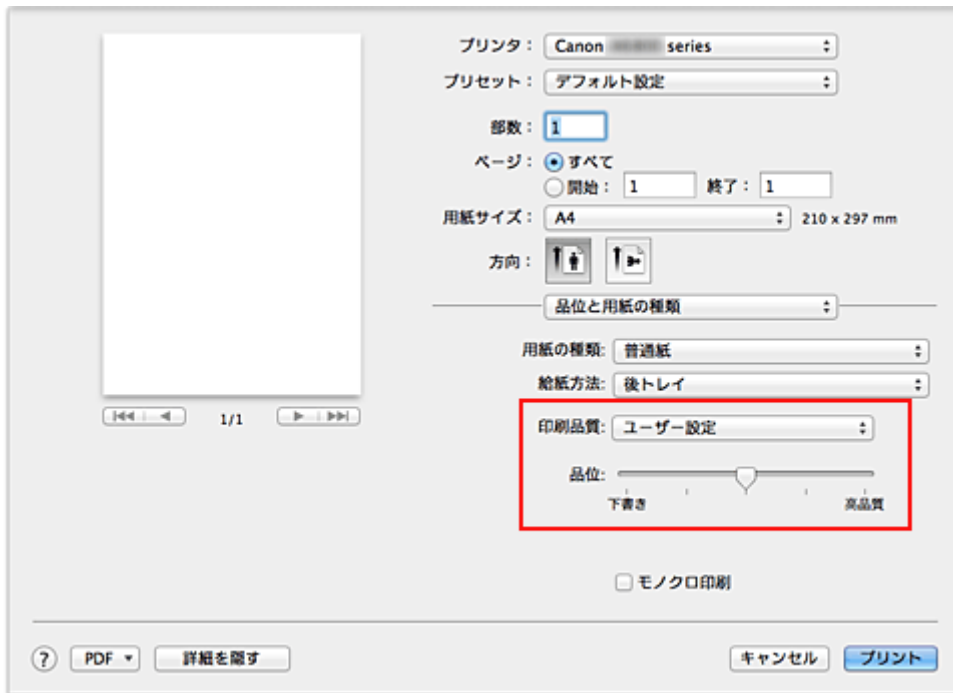 プリンタ： Canon series
プリセット： デフォルト設定
部数： 1
ページ： すべて
開始： 1 終了： 1
用紙サイズ： A4 210 x 297 mm
方向：
品位と用紙の種類
用紙の種類: 普通紙
給紙方法: 後トレイ
1/1
印刷品質: ユーザー設定
品位:
下書き 高品質
モノクロ印刷
? PDF 詳細を隠す キャンセル プリント